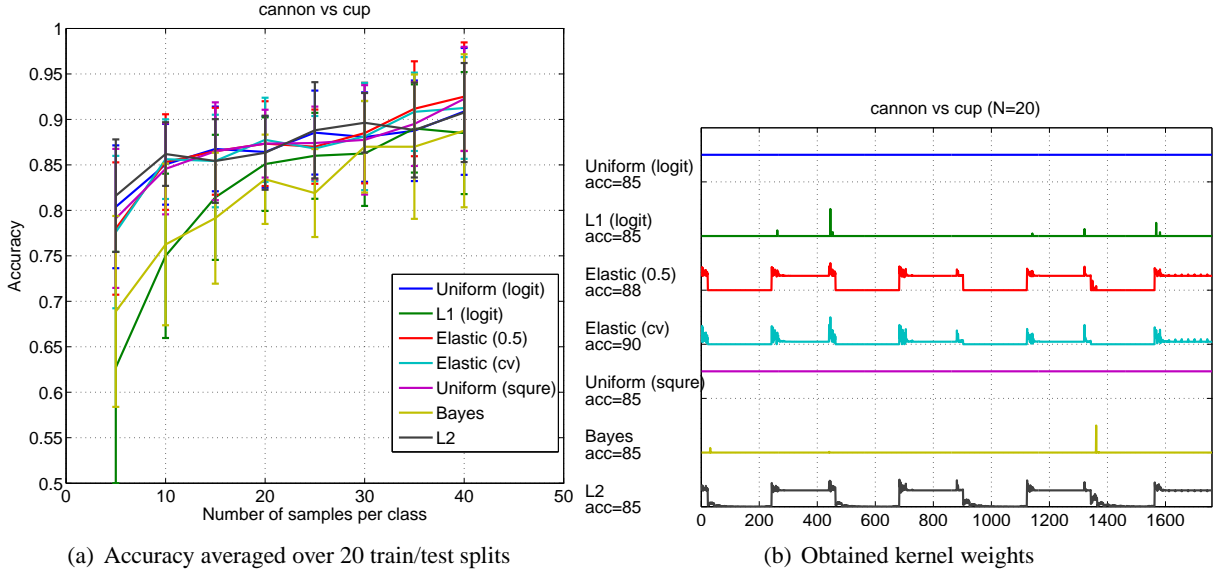 cannon vs cup
1
0.95
0.9
0.85
0.8
0.75
0.7
0.65
0.6
0.55
0.5
Accuracy
0 10 20 30 40 50
Number of samples per class
Uniform (logit)
L1 (logit)
Elastic (0.5)
Elastic (cv)
Uniform (squre)
Bayes
L2
(a) Accuracy averaged over 20 train/test splits
cannon vs cup (N=20)
Uniform (logit)
acc=85
L1 (logit)
acc=85
Elastic (0.5)
acc=88
Elastic (cv)
acc=90
Uniform (squre)
acc=85
Bayes
acc=85
L2
acc=85
0 200 400 600 800 1000 1200 1400 1600
(b) Obtained kernel weights